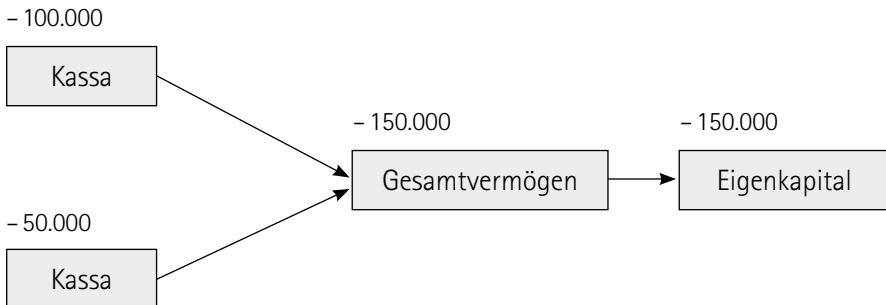 – 100.000
Kassa
– 150.000
– 150.000
Gesamtvermögen
Eigenkapital
– 50.000
Kassa